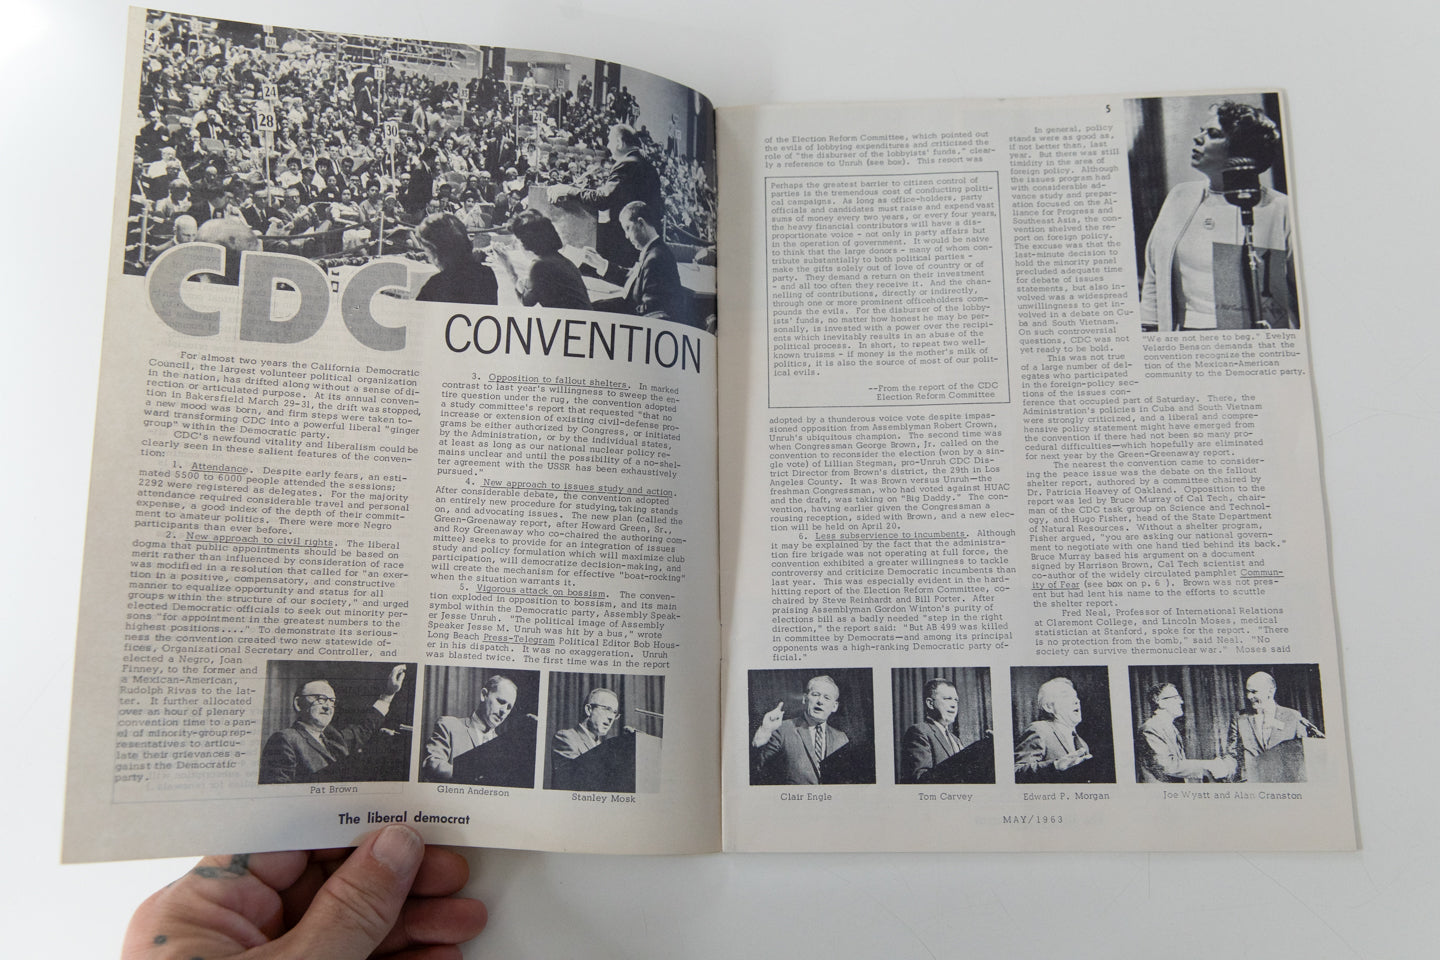 4
20
24
28
13
30
24
CDC
CONVENTION
For almost two years the California Democratic
Council, the largest volunteer political organization
in the nation, has drifted along without a sense of di-
rection or articulated purpose. At its annual conven-
tion in Bakersfield March 29-31, the drift was stopped,
a new mood was born, and firm steps were taken to-
ward transforming CDC into a powerful liberal "ginger
group" within the Democratic party.
CDC's newfound vitality and liberalism could be
clearly seen in these salient features of the conven-
tion:
1. Attendance. Despite early fears, an esti-
mated 5500 to 6000 people attended the sessions;
2292 were registered as delegates. For the majority
attendance required considerable travel and personal
expense, a good index of the depth of their commit-
ment to amateur politics. There were more Negro
participants than ever before.
2. New approach to civil rights. The liberal
dogma that public appointments should be based on
merit rather than influenced by consideration of race
was modified in a resolution that called for "an exer-
tion in a positive, compensatory, and constructive
manner to equalize opportunity and status for all
groups within the structure of our society," and urged
elected Democratic officials to seek out minority per-
sons "for appointment in the greatest numbers to the
highest positions...." To demonstrate its serious-
ness the convention created two new statewide of-
fices, Organizational Secretary and Controller, and
elected a Negro, Joan
Finney, to the former and
a Mexican-American,
Rudolph Rivas to the lat-
ter. It further allocated
over an hour of plenary
convention time to a pan-
el of minority-group rep-
resentatives to articu-
late their grievances a-
gainst the Democratic
party.
3. Opposition to fallout shelters. In marked
contrast to last year's willingness to sweep the en-
tire question under the rug, the convention adopted
a study committee's report that requested "that no
increase or extension of existing civil-defense pro-
grams be either authorized by Congress, or initiated
by the Administration, or by the individual states,
at least as long as our national nuclear policy re-
mains unclear and until the possibility of a no-shel-
ter agreement with the USSR has been exhaustively
pursued."
4. New approach to issues study and action.
After considerable debate, the convention adopted
an entirely new procedure for studying, taking stands
on, and advocating issues. The new plan (called the
Green-Greenaway report, after Howard Green, Sr.,
and Roy Greenaway who co-chaired the authoring com-
mittee) seeks to provide for an integration of issues
study and policy formulation which will maximize club
participation, will democratize decision-making, and
will create the mechanism for effective "boat-rocking"
when the situation warrants it.
5. Vigorous attack on bossism. The conven-
tion exploded in opposition to bossism, and its main
symbol within the Democratic party, Assembly Speak-
er Jesse Unruh. "The political image of Assembly
Speaker Jesse M. Unruh was hit by a bus," wrote
Long Beach Press-Telegram Political Editor Bob Hous-
er in his dispatch. It was no exaggeration. Unruh
was blasted twice. The first time was in the report
Pat Brown
Glenn Anderson
Stanley Mosk
The liberal democrat
5
of the Election Reform Committee, which pointed out
the evils of lobbying expenditures and criticized the
role of "the disburser of the lobbyists' funds," clear-
ly a reference to Unruh (see box). This report was
Perhaps the greatest barrier to citizen control of
parties is the tremendous cost of conducting politi-
cal campaigns. As long as office-holders, party
officials and candidates must raise and expend vast
sums of money every two years, or every four years,
the heavy financial contributors will have a dis-
proportionate voice - not only in party affairs but
in the operation of government. It would be naive
to think that the large donors - many of whom con-
tribute substantially to both political parties -
make the gifts solely out of love of country or of
party. They demand a return on their investment
- and all too often they receive it. And the chan-
nelling of contributions, directly or indirectly,
through one or more prominent officeholders com-
pounds the evils. For the disburser of the lobby-
ists' funds, no matter how honest he may be per-
sonally, is invested with a power over the recipi-
ents which inevitably results in an abuse of the
political process. In short, to repeat two well-
known truisms - if money is the mother's milk of
politics, it is also the source of most of our polit-
ical evils.
--From the report of the CDC
Election Reform Committee
adopted by a thunderous voice vote despite impas-
sioned opposition from Assemblyman Robert Crown,
Unruh's ubiquitous champion. The second time was
when Congressman George Brown, Jr. called on the
convention to reconsider the election (won by a sin-
gle vote) of Lillian Stegman, pro-Unruh CDC Dis-
trict Director from Brown's district, the 29th in Los
Angeles County. It was Brown versus Unruh—the
freshman Congressman, who had voted against HUAC
and the draft, was taking on "Big Daddy." The con-
vention, having earlier given the Congressman a
rousing reception, sided with Brown, and a new elec-
tion will be held on April 20.
6. Less subservience to incumbents. Although
it may be explained by the fact that the administra-
tion fire brigade was not operating at full force, the
convention exhibited a greater willingness to tackle
controversy and criticize Democratic incumbents than
last year. This was especially evident in the hard-
hitting report of the Election Reform Committee, co-
chaired by Steve Reinhardt and Bill Porter. After
praising Assemblyman Gordon Winton's purity of
elections bill as a badly needed "step in the right
direction," the report said: "But AB 499 was killed
in committee by Democrats—and among its principal
opponents was a high-ranking Democratic party of-
ficial."
In general, policy
stands were as good as,
if not better than, last
year. But there was still
timidity in the area of
foreign policy. Although
the issues program had
with considerable ad-
vance study and prepar-
ation focused on the Al-
liance for Progress and
Southeast Asia, the con-
vention shelved the re-
port on foreign policy.
The excuse was that the
last-minute decision to
hold the minority panel
precluded adequate time
for debate of issues
statements, but also in-
volved was a widespread
unwillingness to get in-
volved in a debate on Cu-
ba and South Vietnam.
On such controversial
questions, CDC was not
yet ready to be bold.
This was not true
of a large number of del-
egates who participated
in the foreign-policy sec-
tions of the issues con-
ference that occupied part of Saturday. There, the
Administration's policies in Cuba and South Vietnam
were strongly criticized, and a liberal and compre-
hensive policy statement might have emerged from
the convention if there had not been so many pro-
cedural difficulties—which hopefully are eliminated
for next year by the Green-Greenaway report.
The nearest the convention came to consider-
ing the peace issue was the debate on the fallout
shelter report, authored by a committee chaired by
Dr. Patricia Heavey of Oakland. Opposition to the
report was led by Bruce Murray of Cal Tech, chair-
man of the CDC task group on Science and Technol-
ogy, and Hugo Fisher, head of the State Department
of Natural Resources. Without a shelter program,
Fisher argued, "you are asking our national govern-
ment to negotiate with one hand tied behind its back."
Bruce Murray based his argument on a document
signed by Harrison Brown, Cal Tech scientist and
co-author of the widely circulated pamphlet Commun-
ity of Fear (see box on p. 6 ). Brown was not pres-
ent but had lent his name to the efforts to scuttle
the shelter report.
Fred Neal, Professor of International Relations
at Claremont College, and Lincoln Moses, medical
statistician at Stanford, spoke for the report. "There
is no protection from the bomb," said Neal. "No
society can survive thermonuclear war." Moses said
"We are not here to beg." Evelyn
Velardo Benson demands that the
convention recognize the contribu-
tion of the Mexican-American
community to the Democratic party.
Clair Engle
Tom Carvey
Edward P. Morgan
Joe Wyatt and Alan Cranston
MAY/1963